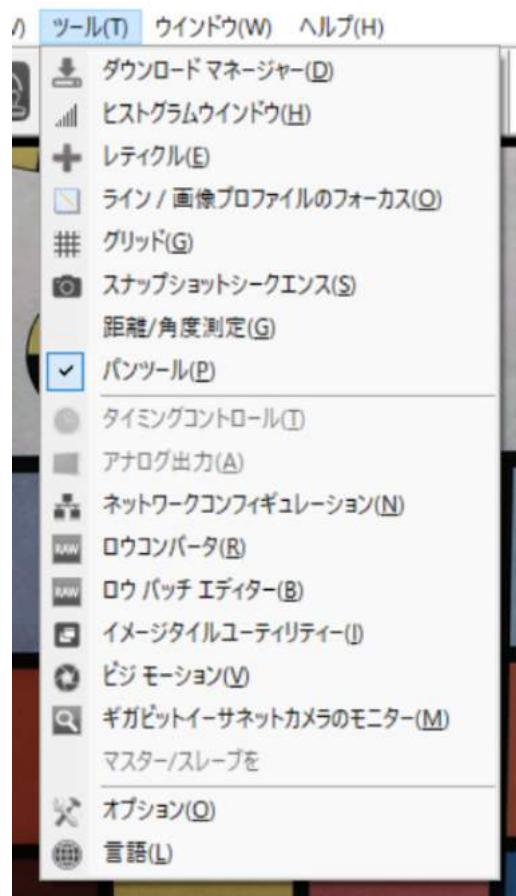 ツール(T) ウインドウ(W) ヘルプ(H)
ダウンロード マネージャー(D)
ヒストグラムウインドウ(H)
レティクル(E)
ライン / 画像プロファイルのフォーカス(O)
グリッド(G)
スナップショットシークエンス(S)
距離/角度測定(G)
パンツール(P)
タイミングコントロール(T)
アナログ出力(A)
ネットワークコンフィギュレーション(N)
RAW ロウコンバータ(R)
RAW ロウ バッチ エディター(B)
イメージタイルユーティリティー(I)
ビジ モーション(V)
ギガビットイーサネットカメラのモニター(M)
マスター/スレーブを
オプション(O)
言語(L)